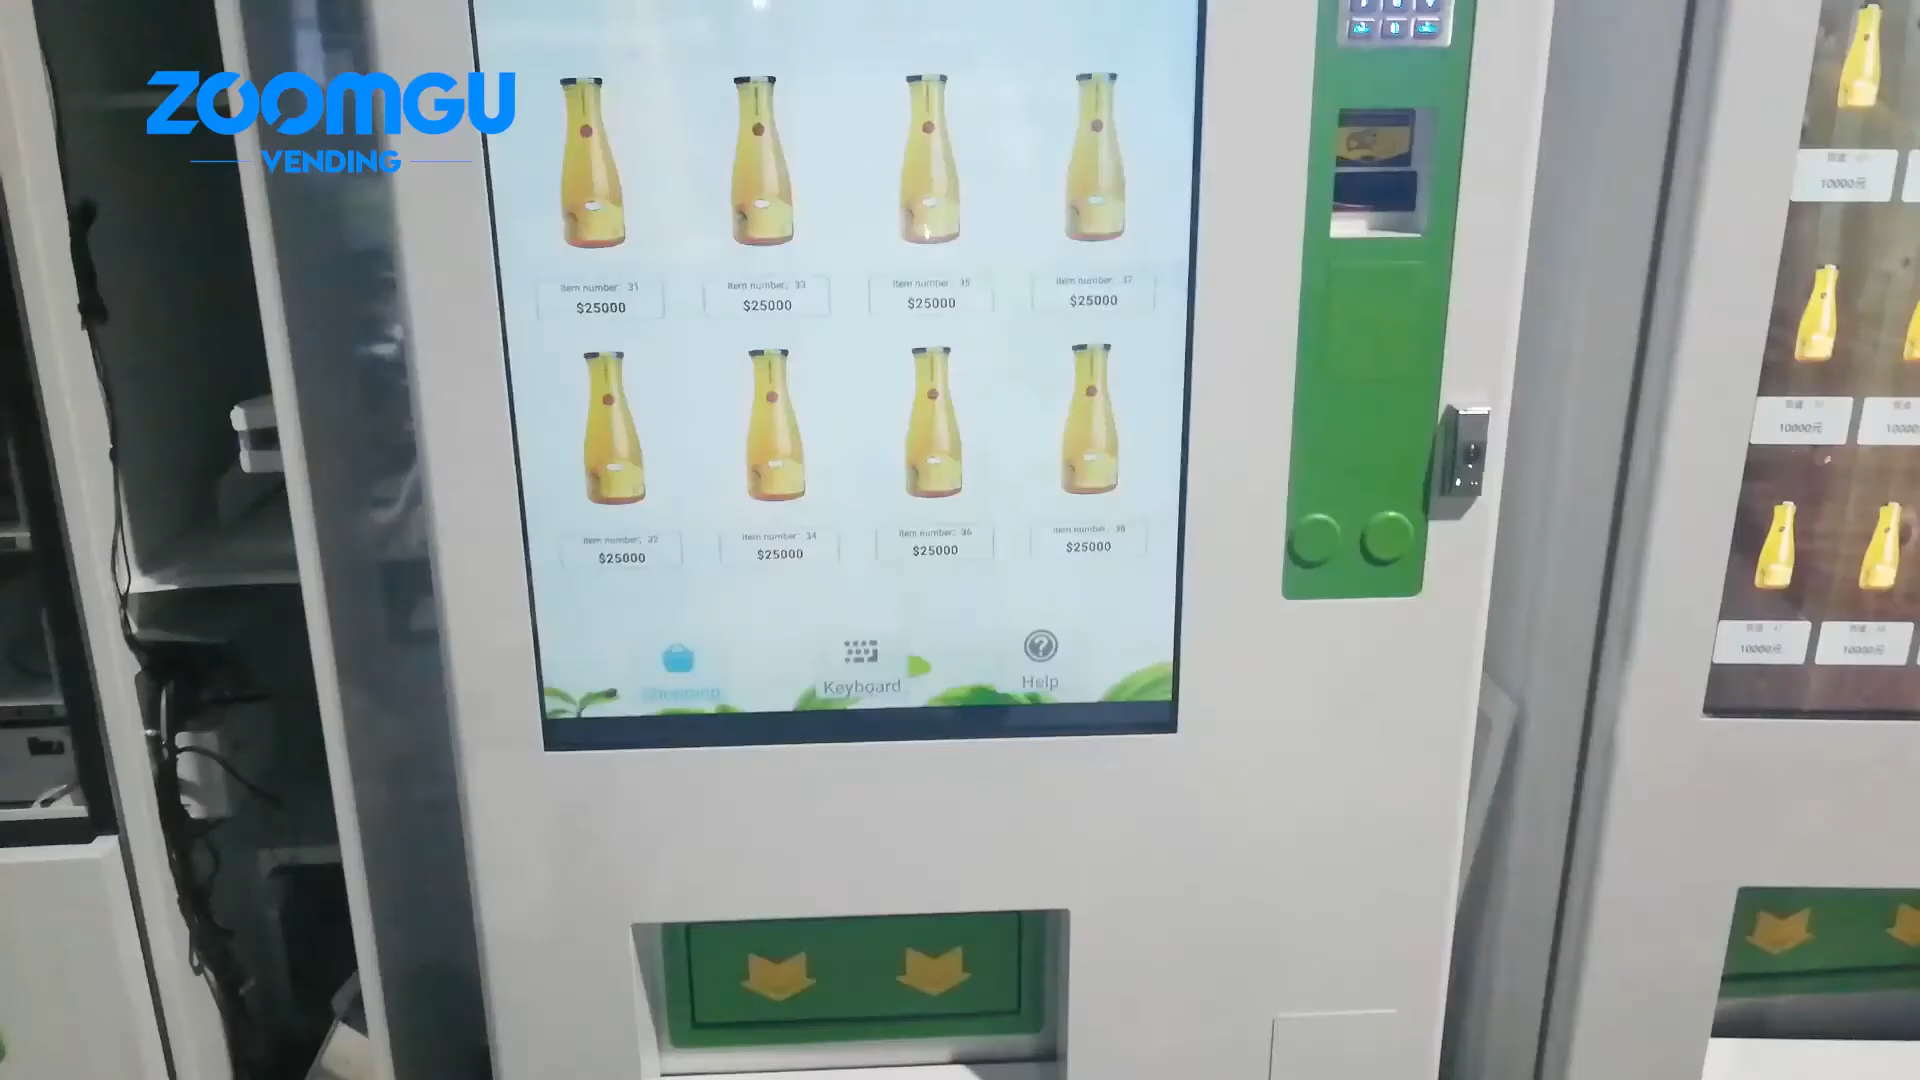 ZOOMGU
VENDING
Item number: 31
$25000
Item number: 33
$25000
Item number: 35
$25000
Item number: 37
$25000
Item number: 32
$25000
Item number: 34
$25000
Item number: 36
$25000
Item number: 38
$25000
Shopping
Keyboard
Help
10000元
10000元
10000
10000元
10000元